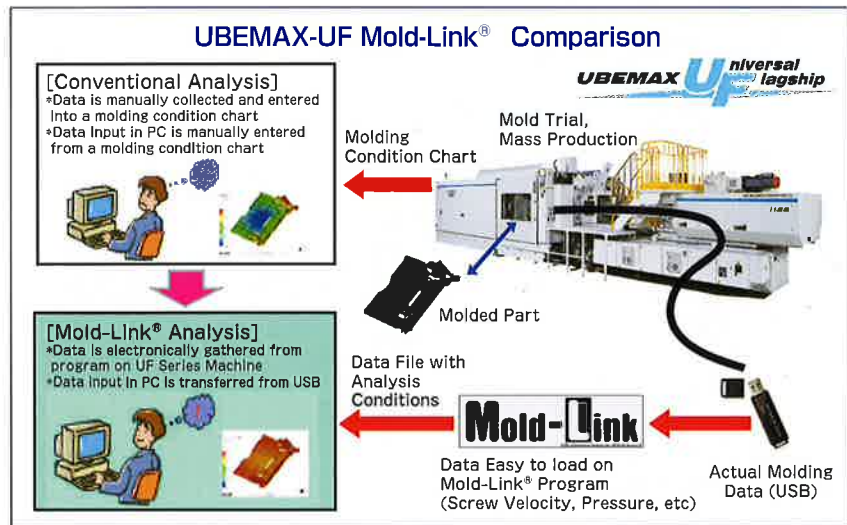 UBEMAX-UF Mold-Link® Comparison
[Conventional Analysis]
*Data is manually collected and entered
into a molding condition chart
*Data Input in PC is manually entered
from a molding condition chart
UBEMAX UF niversal
lagship
Mold Trial,
Mass Production
Molding
Condition Chart
Molded Part
[Mold-Link® Analysis]
*Data is electronically gathered from
program on UF Series Machine
*Data Input in PC is transferred from USB
Data File with
Analysis
Conditions
Mold-Link
Data Easy to load on
Mold-Link® Program
(Screw Velocity, Pressure, etc)
Actual Molding
Data (USB)